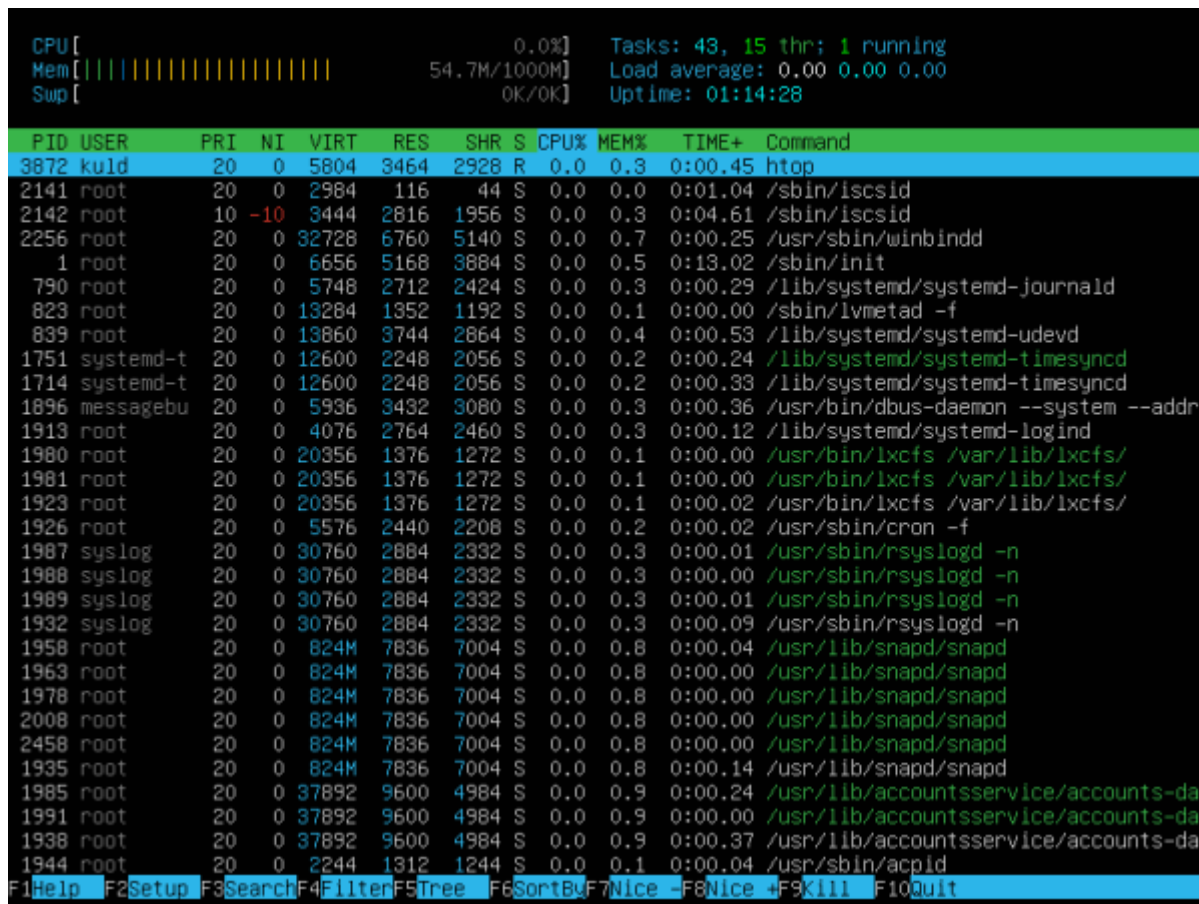 CPU[ 0.0%] Tasks: 43, 15 thr; 1 running
Mem[||||||||||||||||||||| 54.7M/1000M] Load average: 0.00 0.00 0.00
Swp[ 0K/0K] Uptime: 01:14:28
PID USER PRI NI VIRT RES SHR S CPU% MEM% TIME+ Command
3872 kuld 20 0 5804 3464 2928 R 0.0 0.3 0:00.45 htop
2141 root 20 0 2984 116 44 S 0.0 0.0 0:01.04 /sbin/iscsid
2142 root 10 -10 3444 2816 1956 S 0.0 0.3 0:04.61 /sbin/iscsid
2256 root 20 0 32728 6760 5140 S 0.0 0.7 0:00.25 /usr/sbin/winbindd
1 root 20 0 6656 5168 3884 S 0.0 0.5 0:13.02 /sbin/init
790 root 20 0 5748 2712 2424 S 0.0 0.3 0:00.29 /lib/systemd/systemd-journald
823 root 20 0 13284 1352 1192 S 0.0 0.1 0:00.00 /sbin/lvmetad -f
839 root 20 0 13860 3744 2864 S 0.0 0.4 0:00.53 /lib/systemd/systemd-udevd
1751 systemd-t 20 0 12600 2248 2056 S 0.0 0.2 0:00.24 /lib/systemd/systemd-timesyncd
1714 systemd-t 20 0 12600 2248 2056 S 0.0 0.2 0:00.33 /lib/systemd/systemd-timesyncd
1896 messagebu 20 0 5936 3432 3080 S 0.0 0.3 0:00.36 /usr/bin/dbus-daemon --system --addr
1913 root 20 0 4076 2764 2460 S 0.0 0.3 0:00.12 /lib/systemd/systemd-logind
1980 root 20 0 20356 1376 1272 S 0.0 0.1 0:00.00 /usr/bin/lxcfs /var/lib/lxcfs/
1981 root 20 0 20356 1376 1272 S 0.0 0.1 0:00.00 /usr/bin/lxcfs /var/lib/lxcfs/
1923 root 20 0 20356 1376 1272 S 0.0 0.1 0:00.02 /usr/bin/lxcfs /var/lib/lxcfs/
1926 root 20 0 5576 2440 2208 S 0.0 0.2 0:00.02 /usr/sbin/cron -f
1987 syslog 20 0 30760 2884 2332 S 0.0 0.3 0:00.01 /usr/sbin/rsyslogd -n
1988 syslog 20 0 30760 2884 2332 S 0.0 0.3 0:00.00 /usr/sbin/rsyslogd -n
1989 syslog 20 0 30760 2884 2332 S 0.0 0.3 0:00.01 /usr/sbin/rsyslogd -n
1932 syslog 20 0 30760 2884 2332 S 0.0 0.3 0:00.09 /usr/sbin/rsyslogd -n
1958 root 20 0 824M 7836 7004 S 0.0 0.8 0:00.04 /usr/lib/snapd/snapd
1963 root 20 0 824M 7836 7004 S 0.0 0.8 0:00.00 /usr/lib/snapd/snapd
1978 root 20 0 824M 7836 7004 S 0.0 0.8 0:00.00 /usr/lib/snapd/snapd
2008 root 20 0 824M 7836 7004 S 0.0 0.8 0:00.00 /usr/lib/snapd/snapd
2458 root 20 0 824M 7836 7004 S 0.0 0.8 0:00.00 /usr/lib/snapd/snapd
1935 root 20 0 824M 7836 7004 S 0.0 0.8 0:00.14 /usr/lib/snapd/snapd
1985 root 20 0 37892 9600 4984 S 0.0 0.9 0:00.24 /usr/lib/accountsservice/accounts-da
1991 root 20 0 37892 9600 4984 S 0.0 0.9 0:00.00 /usr/lib/accountsservice/accounts-da
1938 root 20 0 37892 9600 4984 S 0.0 0.9 0:00.37 /usr/lib/accountsservice/accounts-da
1944 root 20 0 2244 1312 1244 S 0.0 0.1 0:00.04 /usr/sbin/acpid
F1Help F2Setup F3SearchF4FilterF5Tree F6SortByF7Nice -F8Nice +F9Kill F10Quit